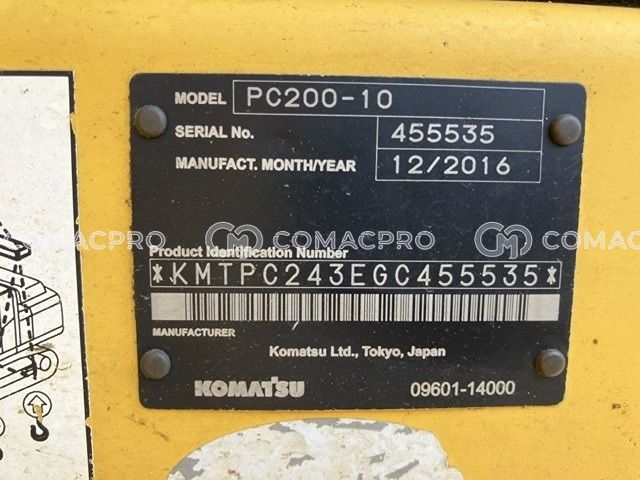 MODEL PC200-10
SERIAL No. 455535
MANUFACT. MONTH/YEAR 12/2016
COMACPRO COMACPRO
Product Identification Number
*KMTPC243EGC455535*
MANUFACTURER
Komatsu Ltd., Tokyo, Japan
KOMATSU 09601-14000